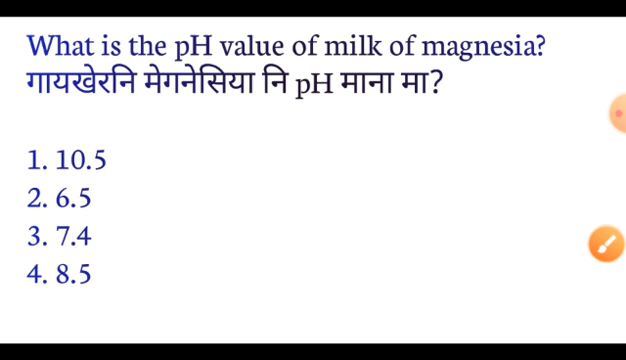 What is the pH value of milk of magnesia?
गायखेरनि मेगनेसिया नि pH माना मा?
1. 10.5
2. 6.5
3. 7.4
4. 8.5